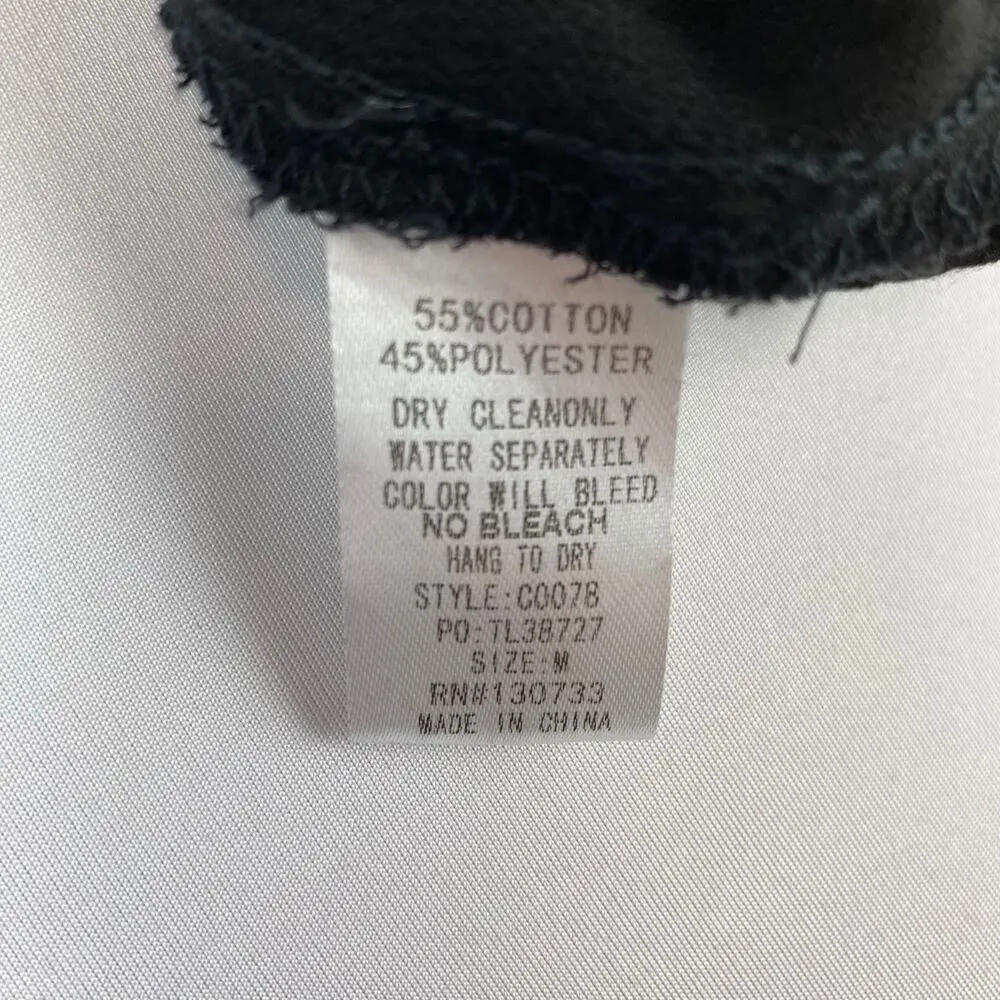 55%COTTON
45%POLYESTER
DRY CLEANONLY
WATER SEPARATELY
COLOR WILL BLEED
NO BLEACH
HANG TO DRY
STYLE:C0078
PO:TL38727
SIZE:M
RN#130733
MADE IN CHINA